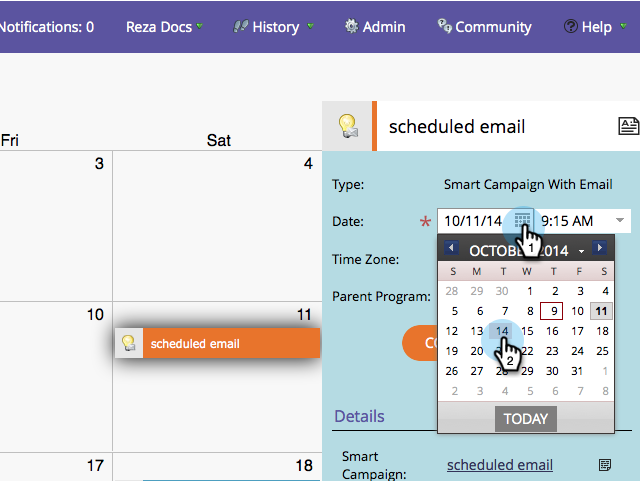 Notifications: 0 Reza Docs History Admin Community Help
scheduled email
Fri Sat
3 4
Type: Smart Campaign With Email
Date: * 10/11/14 9:15 AM
1
Time Zone:
Parent Program:
OCTOBER 2014
S M T W T F S
28 29 30 1 2 3 4
5 6 7 8 9 10 11
12 13 14 15 16 17 18
19 20 22 23 24 25
26 27 28 29 30 31 1
2 3 4 5 6 7 8
2
TODAY
10 11
scheduled email
Details
17 18
Smart
Campaign: scheduled email